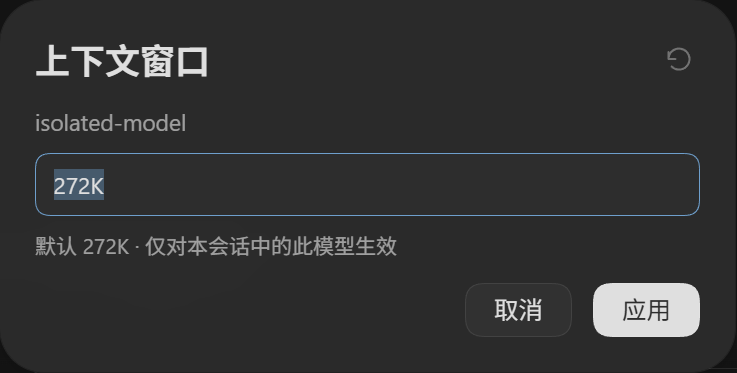 上下文窗口
isolated-model
272K
默认 272K · 仅对本会话中的此模型生效
取消
应用